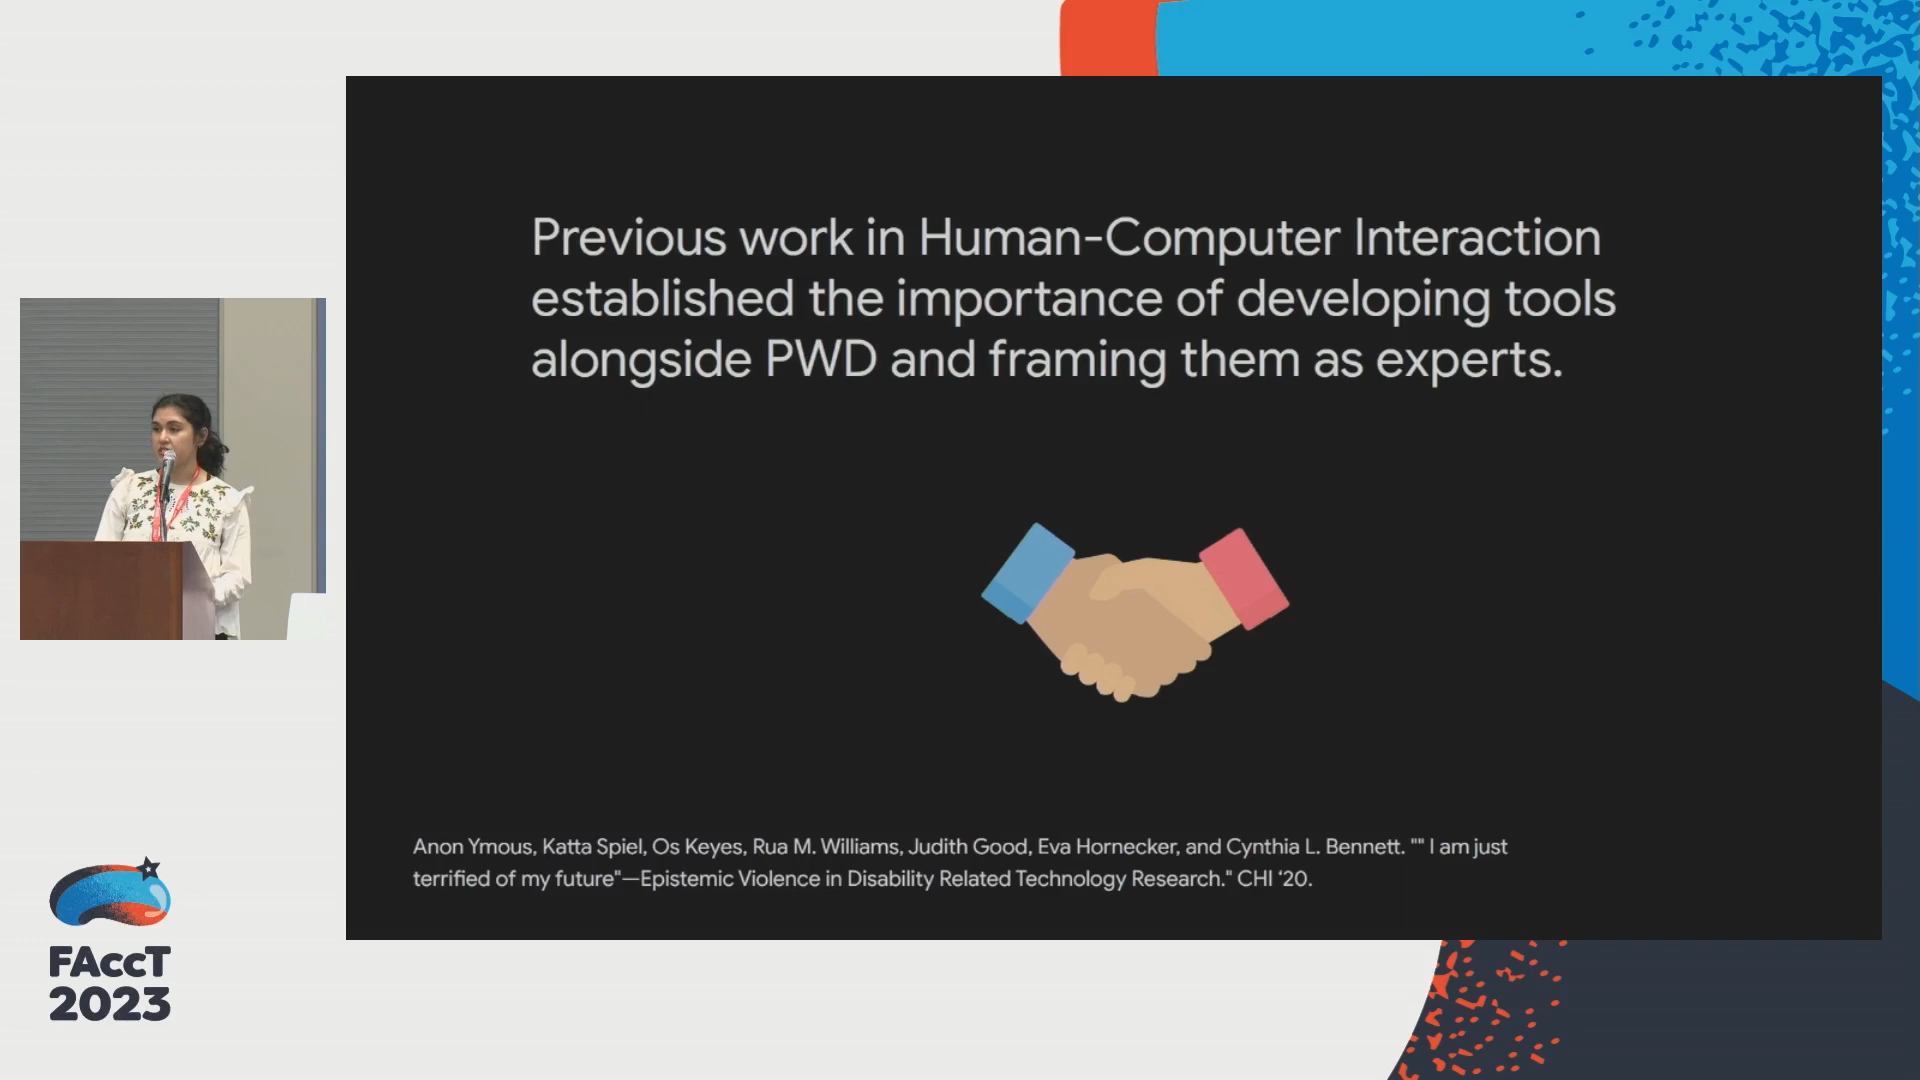 Previous work in Human-Computer Interaction
established the importance of developing tools
alongside PWD and framing them as experts.
Anon Ymous, Katta Spiel, Os Keyes, Rua M. Williams, Judith Good, Eva Hornecker, and Cynthia L. Bennett. "" I am just
terrified of my future"—Epistemic Violence in Disability Related Technology Research." CHI ‘20.
FAccT
2023